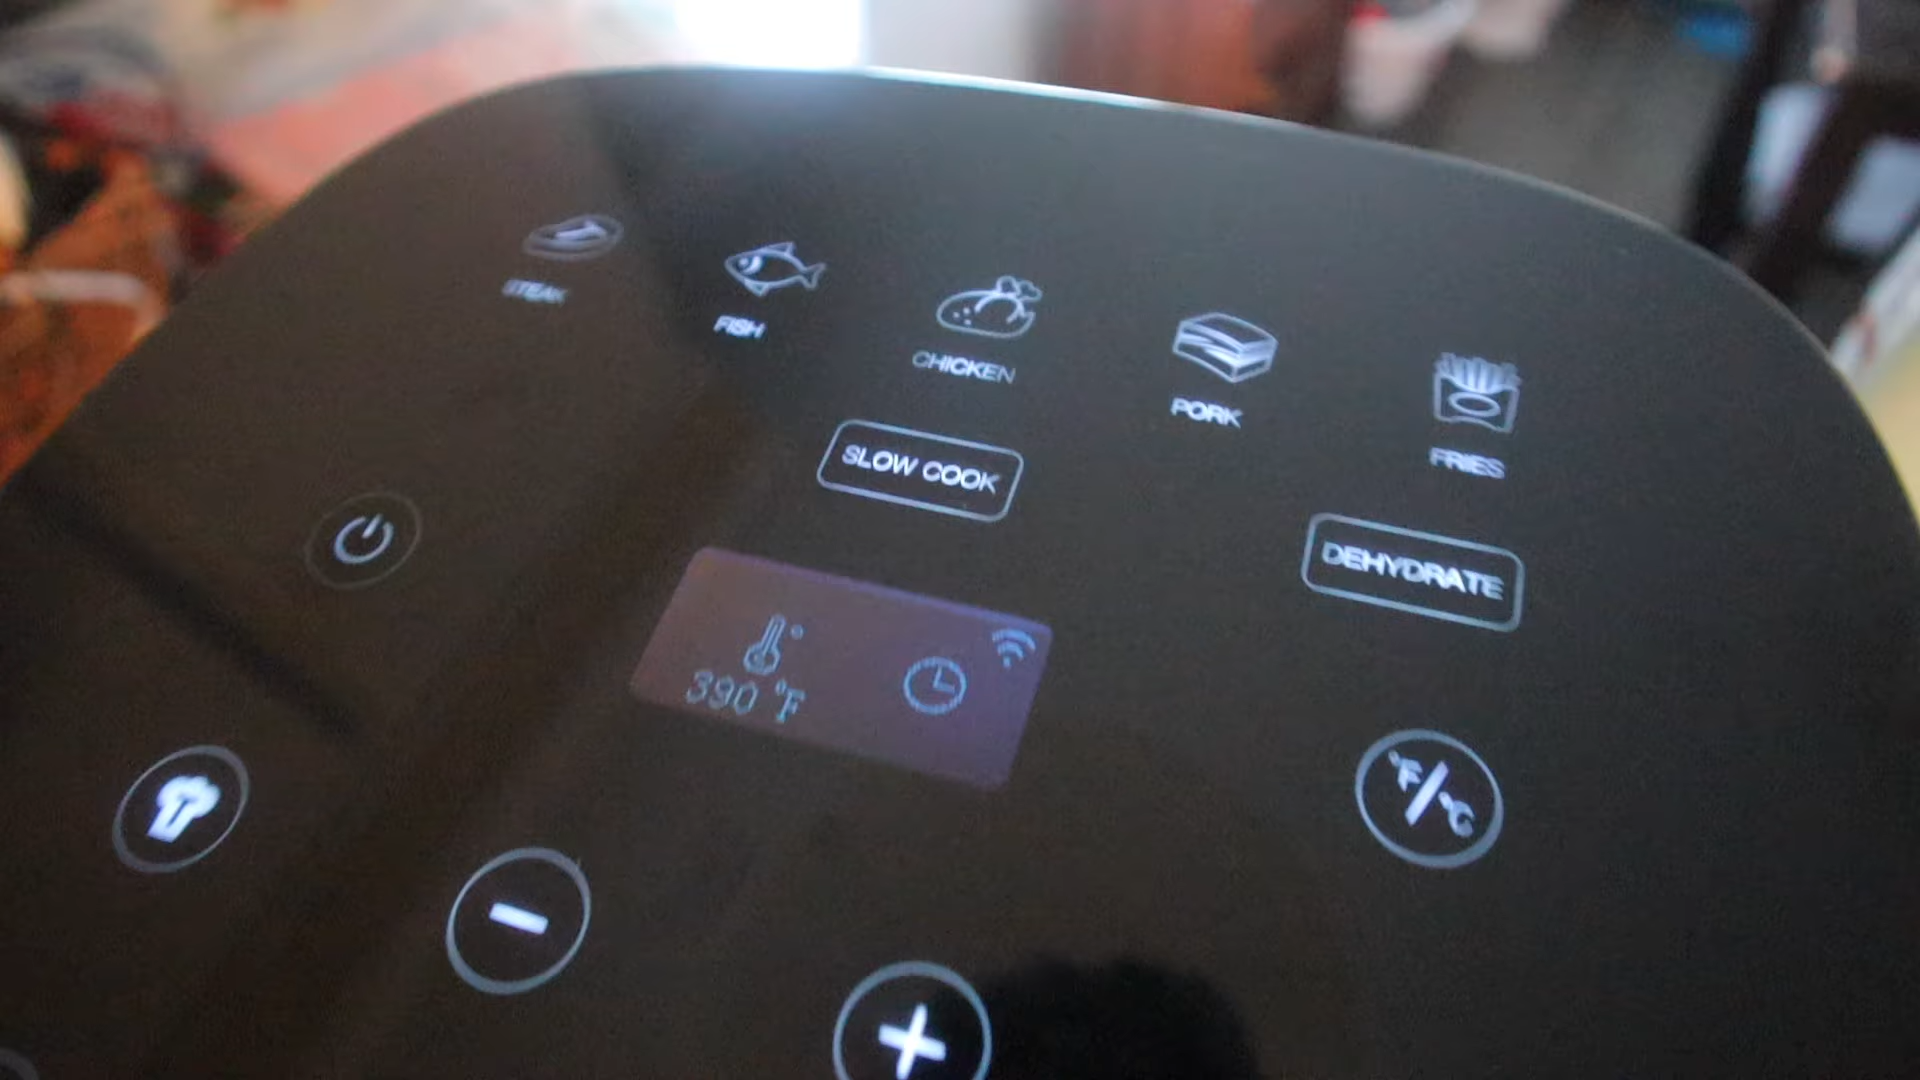 STEAK
FISH
CHICKEN
PORK
FRIES
SLOW COOK
DEHYDRATE
390 °F
°F/°C